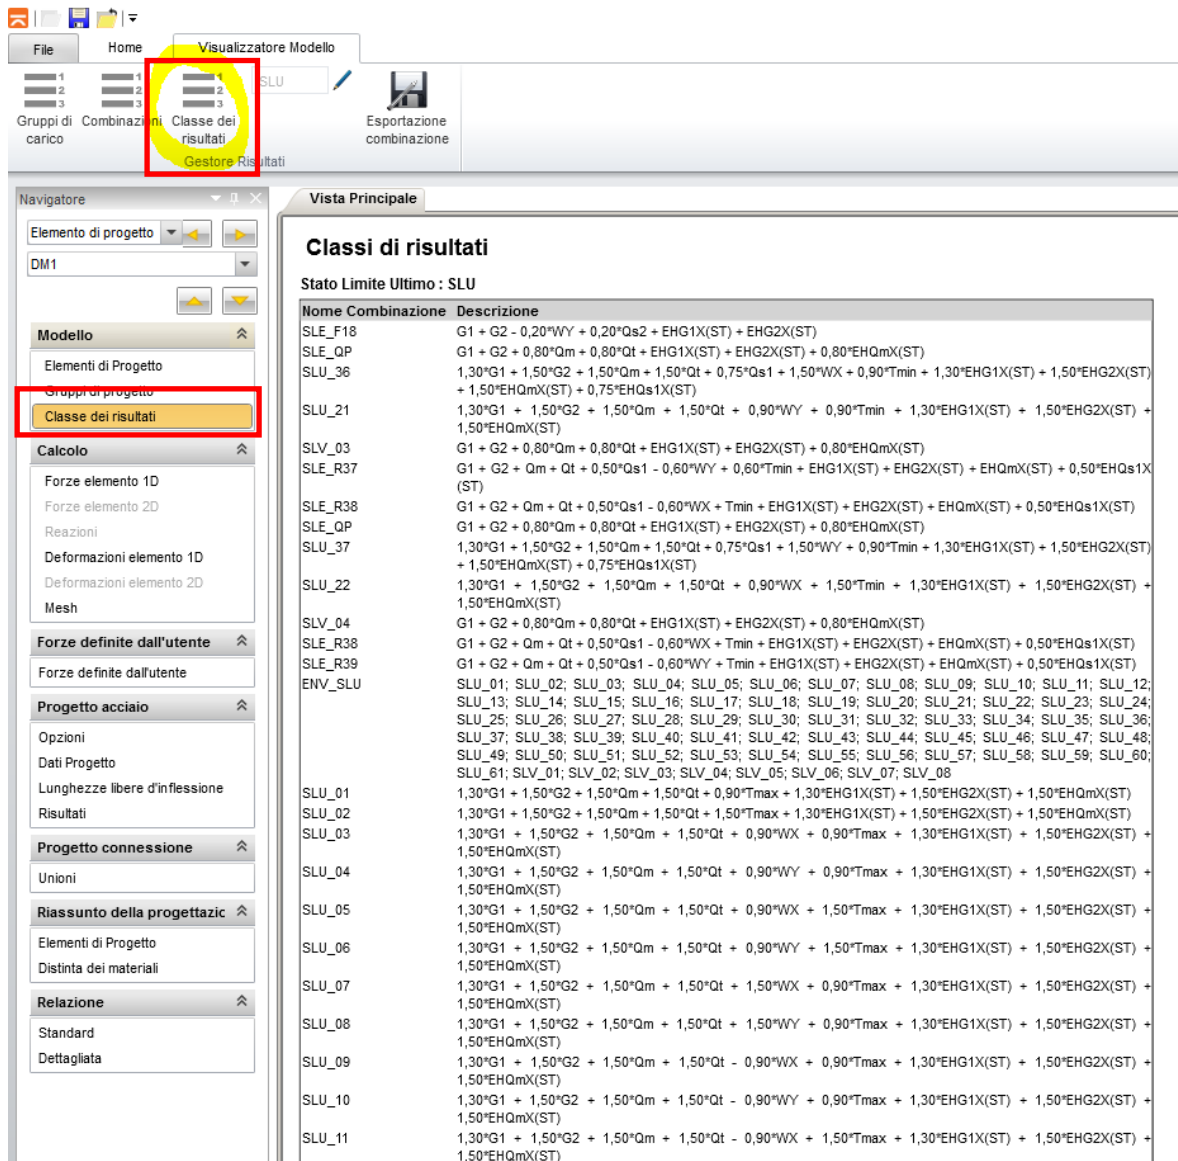 File Home Visualizzatore Modello
1 1 1 SLU
2 2 2
3 3 3
Gruppi di Combinazioni Classe dei Esportazione
carico risultati combinazione
Gestore Risultati
Navigatore
Elemento di progetto
DM1
Modello
Elementi di Progetto
Gruppi di progetto
Classe dei risultati
Calcolo
Forze elemento 1D
Forze elemento 2D
Reazioni
Deformazioni elemento 1D
Deformazioni elemento 2D
Mesh
Forze definite dall'utente
Forze definite dall'utente
Progetto acciaio
Opzioni
Dati Progetto
Lunghezze libere d'inflessione
Risultati
Progetto connessione
Unioni
Riassunto della progettazic
Elementi di Progetto
Distinta dei materiali
Relazione
Standard
Dettagliata
Vista Principale
Classi di risultati
Stato Limite Ultimo : SLU
Nome Combinazione Descrizione
SLE_F18 G1 + G2 - 0,20*WY + 0,20*Qs2 + EHG1X(ST) + EHG2X(ST)
SLE_QP G1 + G2 + 0,80*Qm + 0,80*Qt + EHG1X(ST) + EHG2X(ST) + 0,80*EHQmX(ST)
SLU_36 1,30*G1 + 1,50*G2 + 1,50*Qm + 1,50*Qt + 0,75*Qs1 + 1,50*WX + 0,90*Tmin + 1,30*EHG1X(ST) + 1,50*EHG2X(ST)
+ 1,50*EHQmX(ST) + 0,75*EHQs1X(ST)
SLU_21 1,30*G1 + 1,50*G2 + 1,50*Qm + 1,50*Qt + 0,90*WY + 0,90*Tmin + 1,30*EHG1X(ST) + 1,50*EHG2X(ST) +
1,50*EHQmX(ST)
SLV_03 G1 + G2 + 0,80*Qm + 0,80*Qt + EHG1X(ST) + EHG2X(ST) + 0,80*EHQmX(ST)
SLE_R37 G1 + G2 + Qm + Qt + 0,50*Qs1 - 0,60*WY + 0,60*Tmin + EHG1X(ST) + EHG2X(ST) + EHQmX(ST) + 0,50*EHQs1X
(ST)
SLE_R38 G1 + G2 + Qm + Qt + 0,50*Qs1 - 0,60*WX + Tmin + EHG1X(ST) + EHG2X(ST) + EHQmX(ST) + 0,50*EHQs1X(ST)
SLE_QP G1 + G2 + 0,80*Qm + 0,80*Qt + EHG1X(ST) + EHG2X(ST) + 0,80*EHQmX(ST)
SLU_37 1,30*G1 + 1,50*G2 + 1,50*Qm + 1,50*Qt + 0,75*Qs1 + 1,50*WY + 0,90*Tmin + 1,30*EHG1X(ST) + 1,50*EHG2X(ST)
+ 1,50*EHQmX(ST) + 0,75*EHQs1X(ST)
SLU_22 1,30*G1 + 1,50*G2 + 1,50*Qm + 1,50*Qt + 0,90*WX + 1,50*Tmin + 1,30*EHG1X(ST) + 1,50*EHG2X(ST) +
1,50*EHQmX(ST)
SLV_04 G1 + G2 + 0,80*Qm + 0,80*Qt + EHG1X(ST) + EHG2X(ST) + 0,80*EHQmX(ST)
SLE_R38 G1 + G2 + Qm + Qt + 0,50*Qs1 - 0,60*WX + Tmin + EHG1X(ST) + EHG2X(ST) + EHQmX(ST) + 0,50*EHQs1X(ST)
SLE_R39 G1 + G2 + Qm + Qt + 0,50*Qs1 - 0,60*WY + Tmin + EHG1X(ST) + EHG2X(ST) + EHQmX(ST) + 0,50*EHQs1X(ST)
ENV_SLU SLU_01; SLU_02; SLU_03; SLU_04; SLU_05; SLU_06; SLU_07; SLU_08; SLU_09; SLU_10; SLU_11; SLU_12;
SLU_13; SLU_14; SLU_15; SLU_16; SLU_17; SLU_18; SLU_19; SLU_20; SLU_21; SLU_22; SLU_23; SLU_24;
SLU_25; SLU_26; SLU_27; SLU_28; SLU_29; SLU_30; SLU_31; SLU_32; SLU_33; SLU_34; SLU_35; SLU_36;
SLU_37; SLU_38; SLU_39; SLU_40; SLU_41; SLU_42; SLU_43; SLU_44; SLU_45; SLU_46; SLU_47; SLU_48;
SLU_49; SLU_50; SLU_51; SLU_52; SLU_53; SLU_54; SLU_55; SLU_56; SLU_57; SLU_58; SLU_59; SLU_60;
SLU_61; SLV_01; SLV_02; SLV_03; SLV_04; SLV_05; SLV_06; SLV_07; SLV_08
SLU_01 1,30*G1 + 1,50*G2 + 1,50*Qm + 1,50*Qt + 0,90*Tmax + 1,30*EHG1X(ST) + 1,50*EHG2X(ST) + 1,50*EHQmX(ST)
SLU_02 1,30*G1 + 1,50*G2 + 1,50*Qm + 1,50*Qt + 1,50*Tmax + 1,30*EHG1X(ST) + 1,50*EHG2X(ST) + 1,50*EHQmX(ST)
SLU_03 1,30*G1 + 1,50*G2 + 1,50*Qm + 1,50*Qt + 0,90*WX + 0,90*Tmax + 1,30*EHG1X(ST) + 1,50*EHG2X(ST) +
1,50*EHQmX(ST)
SLU_04 1,30*G1 + 1,50*G2 + 1,50*Qm + 1,50*Qt + 0,90*WY + 0,90*Tmax + 1,30*EHG1X(ST) + 1,50*EHG2X(ST) +
1,50*EHQmX(ST)
SLU_05 1,30*G1 + 1,50*G2 + 1,50*Qm + 1,50*Qt + 0,90*WX + 1,50*Tmax + 1,30*EHG1X(ST) + 1,50*EHG2X(ST) +
1,50*EHQmX(ST)
SLU_06 1,30*G1 + 1,50*G2 + 1,50*Qm + 1,50*Qt + 0,90*WY + 1,50*Tmax + 1,30*EHG1X(ST) + 1,50*EHG2X(ST) +
1,50*EHQmX(ST)
SLU_07 1,30*G1 + 1,50*G2 + 1,50*Qm + 1,50*Qt + 1,50*WX + 0,90*Tmax + 1,30*EHG1X(ST) + 1,50*EHG2X(ST) +
1,50*EHQmX(ST)
SLU_08 1,30*G1 + 1,50*G2 + 1,50*Qm + 1,50*Qt + 1,50*WY + 0,90*Tmax + 1,30*EHG1X(ST) + 1,50*EHG2X(ST) +
1,50*EHQmX(ST)
SLU_09 1,30*G1 + 1,50*G2 + 1,50*Qm + 1,50*Qt - 0,90*WX + 0,90*Tmax + 1,30*EHG1X(ST) + 1,50*EHG2X(ST) +
1,50*EHQmX(ST)
SLU_10 1,30*G1 + 1,50*G2 + 1,50*Qm + 1,50*Qt - 0,90*WY + 0,90*Tmax + 1,30*EHG1X(ST) + 1,50*EHG2X(ST) +
1,50*EHQmX(ST)
SLU_11 1,30*G1 + 1,50*G2 + 1,50*Qm + 1,50*Qt - 0,90*WX + 1,50*Tmax + 1,30*EHG1X(ST) + 1,50*EHG2X(ST) +
1,50*EHQmX(ST)